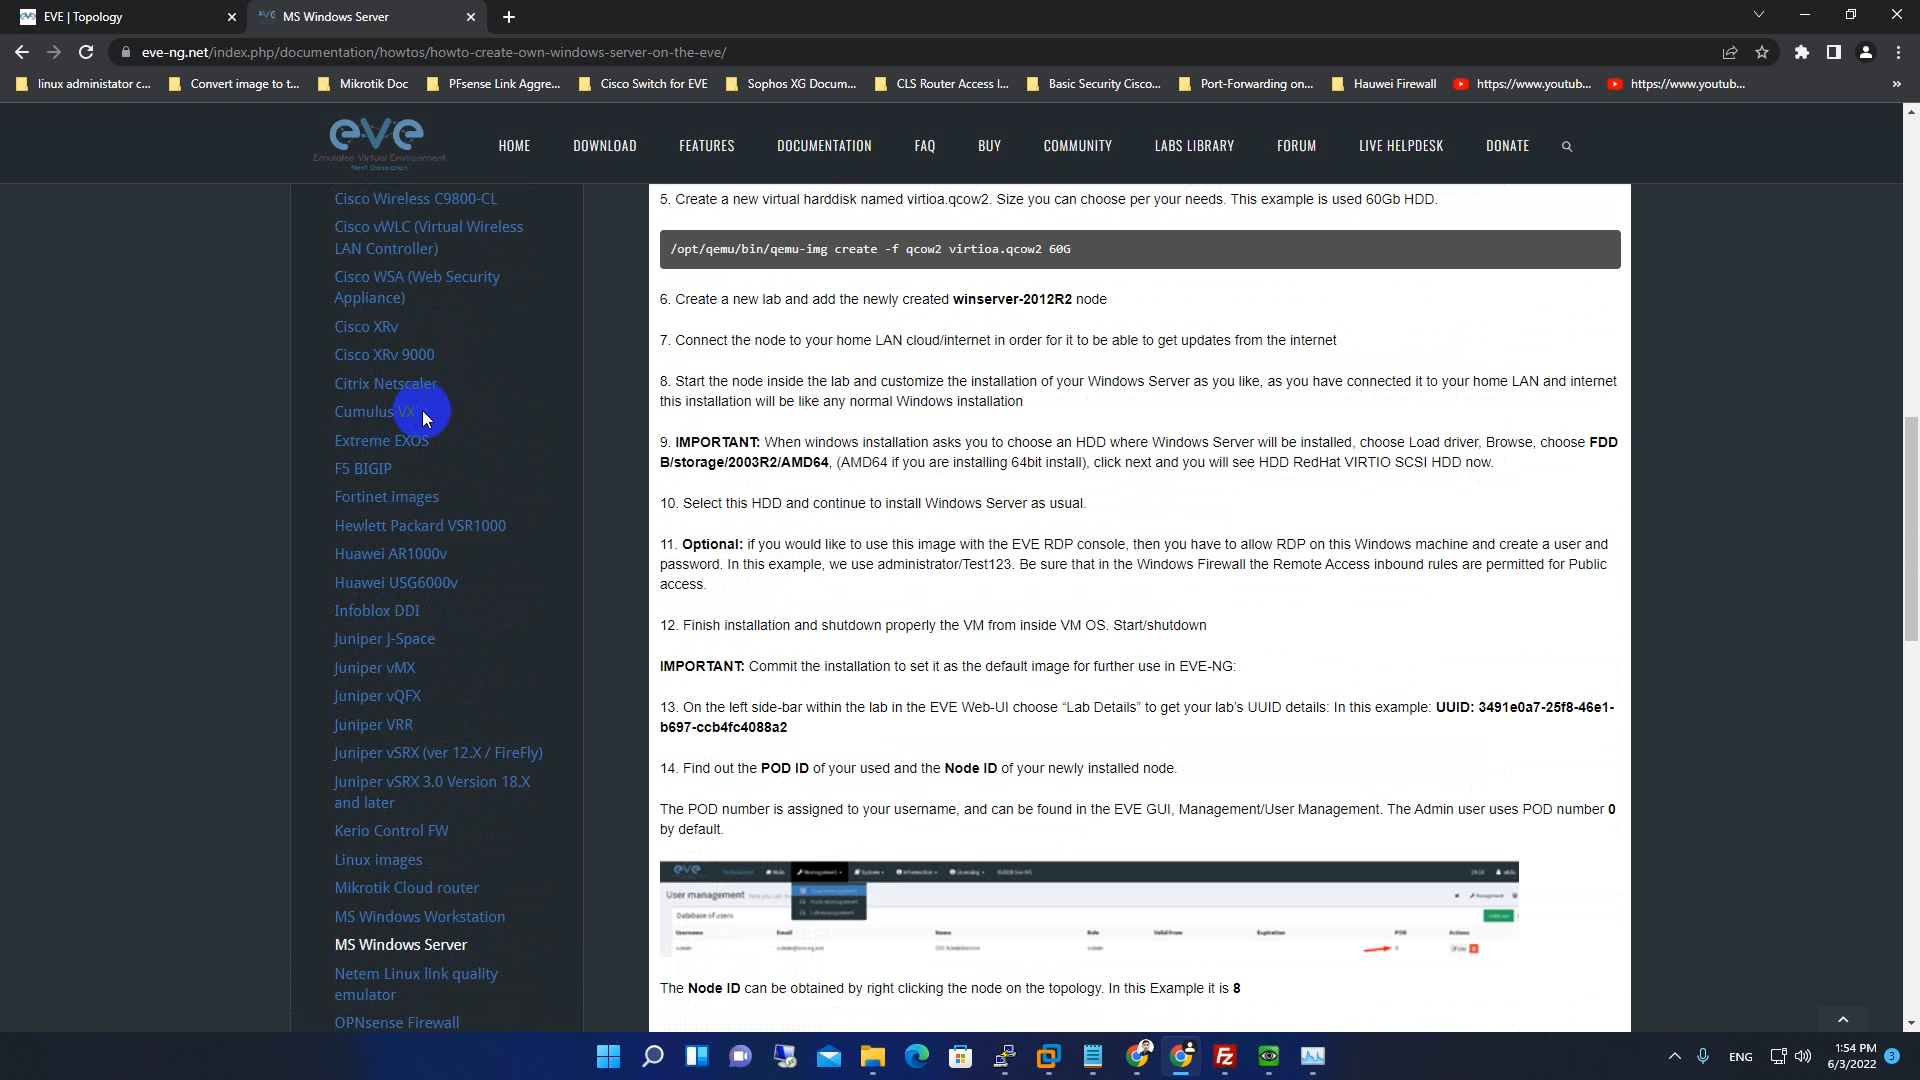 EVE | Topology
MS Windows Server
eve-ng.net/index.php/documentation/howtos/howto-create-own-windows-server-on-the-eve/
linux administator c...
Convert image to t...
Mikrotik Doc
PFsense Link Aggre...
Cisco Switch for EVE
Sophos XG Docum...
CLS Router Access l...
Basic Security Cisco...
Port-Forwarding on...
Hauwei Firewall
https://www.youtub...
https://www.youtub...
»
eve
Emulated Virtual Environment
Next Generation
HOME
DOWNLOAD
FEATURES
DOCUMENTATION
FAQ
BUY
COMMUNITY
LABS LIBRARY
FORUM
LIVE HELPDESK
DONATE
Cisco Wireless C9800-CL
Cisco vWLC (Virtual Wireless
LAN Controller)
Cisco WSA (Web Security
Appliance)
Cisco XRv
Cisco XRv 9000
Citrix Netscaler
Cumulus VX
Extreme EXOS
F5 BIGIP
Fortinet images
Hewlett Packard VSR1000
Huawei AR1000v
Huawei USG6000v
Infoblox DDI
Juniper J-Space
Juniper vMX
Juniper vQFX
Juniper VRR
Juniper vSRX (ver 12.X / FireFly)
Juniper vSRX 3.0 Version 18.X
and later
Kerio Control FW
Linux images
Mikrotik Cloud router
MS Windows Workstation
MS Windows Server
Netem Linux link quality
emulator
OPNsense Firewall
5. Create a new virtual harddisk named virtioa.qcow2. Size you can choose per your needs. This example is used 60Gb HDD.
/opt/qemu/bin/qemu-img create -f qcow2 virtioa.qcow2 60G
6. Create a new lab and add the newly created winserver-2012R2 node
7. Connect the node to your home LAN cloud/internet in order for it to be able to get updates from the internet
8. Start the node inside the lab and customize the installation of your Windows Server as you like, as you have connected it to your home LAN and internet
this installation will be like any normal Windows installation
9. IMPORTANT: When windows installation asks you to choose an HDD where Windows Server will be installed, choose Load driver, Browse, choose FDD
B/storage/2003R2/AMD64, (AMD64 if you are installing 64bit install), click next and you will see HDD RedHat VIRTIO SCSI HDD now.
10. Select this HDD and continue to install Windows Server as usual.
11. Optional: if you would like to use this image with the EVE RDP console, then you have to allow RDP on this Windows machine and create a user and
password. In this example, we use administrator/Test123. Be sure that in the Windows Firewall the Remote Access inbound rules are permitted for Public
access.
12. Finish installation and shutdown properly the VM from inside VM OS. Start/shutdown
IMPORTANT: Commit the installation to set it as the default image for further use in EVE-NG:
13. On the left side-bar within the lab in the EVE Web-UI choose “Lab Details” to get your lab’s UUID details: In this example: UUID: 3491e0a7-25f8-46e1-
b697-ccb4fc4088a2
14. Find out the POD ID of your used and the Node ID of your newly installed node.
The POD number is assigned to your username, and can be found in the EVE GUI, Management/User Management. The Admin user uses POD number 0
by default.
eve
Management
System
Information
Licensing
User management
Database of users
Username
Email
Name
Role
Valid From
Expiration
POD
Actions
The Node ID can be obtained by right clicking the node on the topology. In this Example it is 8
ENG
1:54 PM
6/3/2022
3